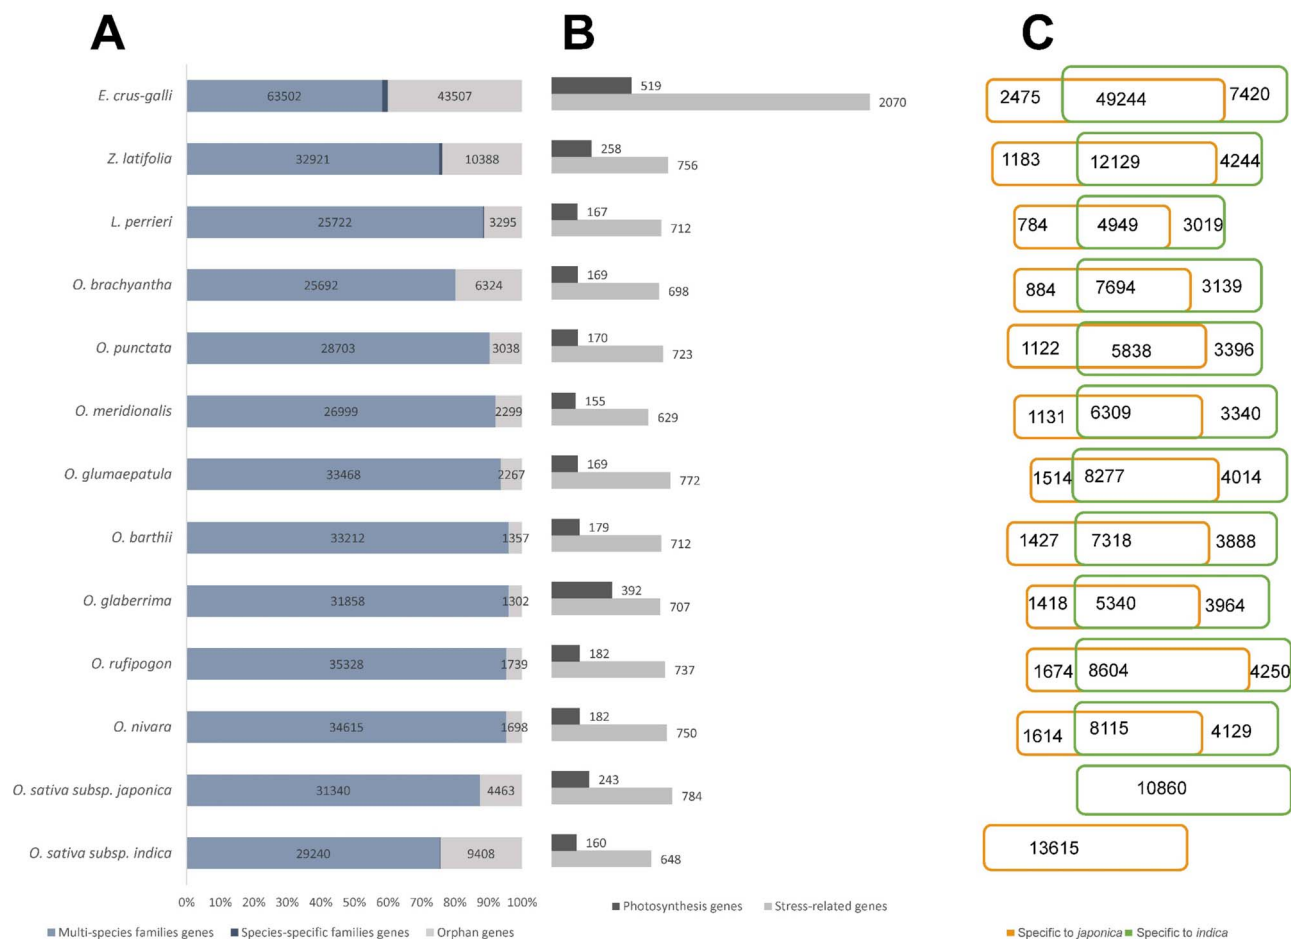 A B C
E. crus-galli 63502 43507 519 2070 2475 49244 7420
Z. latifolia 32921 10388 258 756 1183 12129 4244
L. perrieri 25722 3295 167 712 784 4949 3019
O. brachyantha 25692 6324 169 698 884 7694 3139
O. punctata 28703 3038 170 723 1122 5838 3396
O. meridionalis 26999 2299 155 629 1131 6309 3340
O. glumaepatula 33468 2267 169 772 1514 8277 4014
O. barthii 33212 1357 179 712 1427 7318 3888
O. glaberrima 31858 1302 392 707 1418 5340 3964
O. rufipogon 35328 1739 182 737 1674 8604 4250
O. nivara 34615 1698 182 750 1614 8115 4129
O. sativa subsp. japonica 31340 4463 243 784 10860
O. sativa subsp. indica 29240 9408 160 648 13615
0% 10% 20% 30% 40% 50% 60% 70% 80% 90% 100%
Multi-species families genes Species-specific families genes Orphan genes
Photosynthesis genes Stress-related genes
Specific to japonica Specific to indica